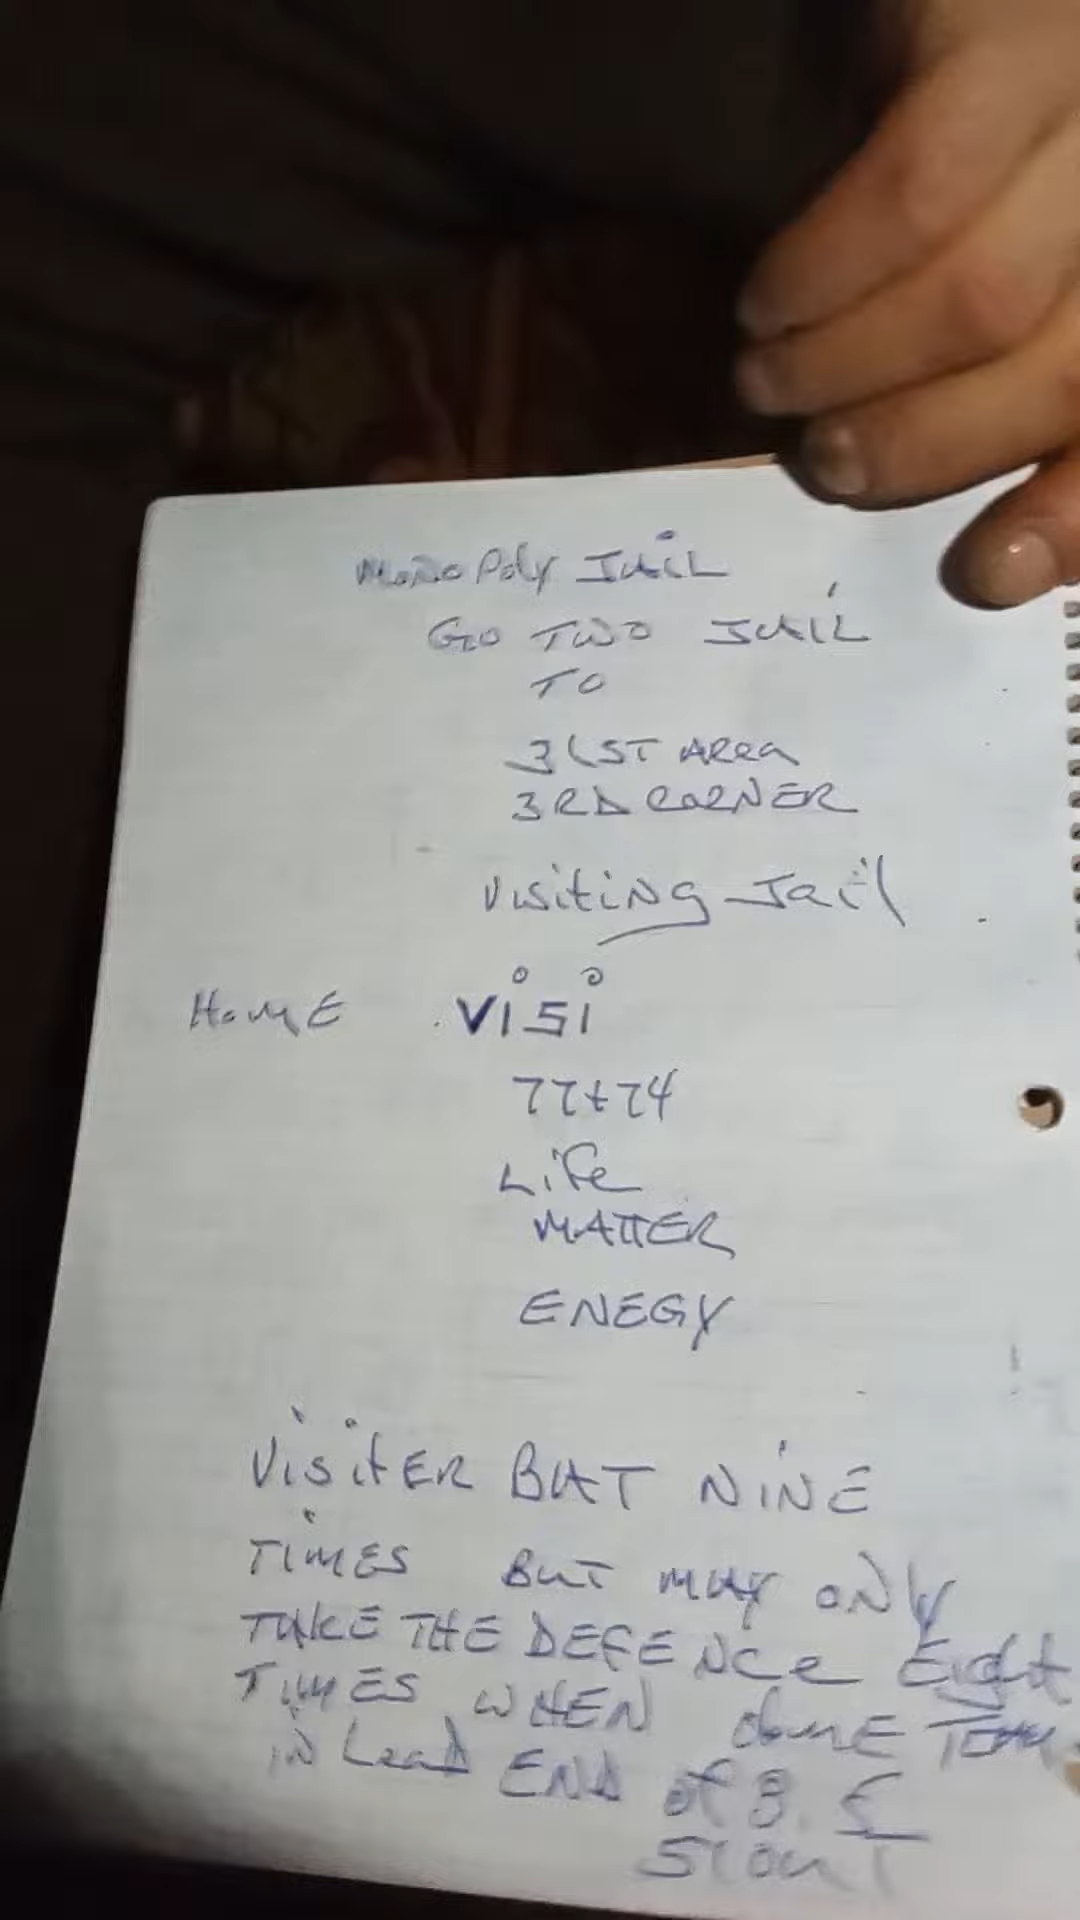 MoNoPoly JAiL
GO TWO JAIL
TO
31ST AREA
3RD CORNER
VisitiNg Jail
HomE ViSi
77+74
LiFe
MATTER
ENEGY
VisitER BAT NiNE
TiMES BuT MAY ONly
TAKE THE DEFENce Eight
TiMES WHEN
iN LeaD END of 8.5